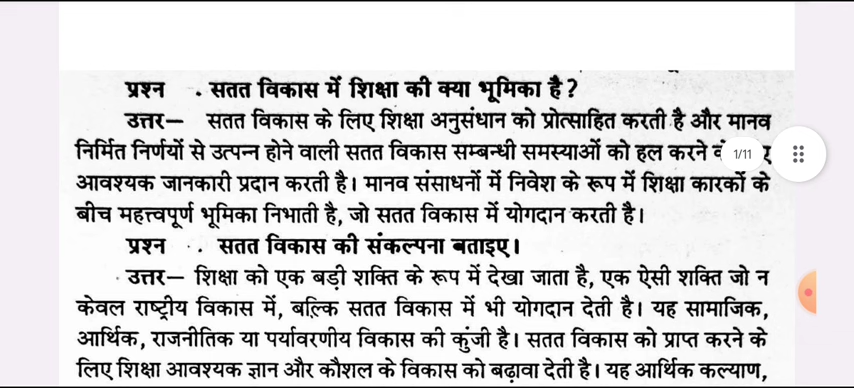 प्रश्न . सतत विकास में शिक्षा की क्या भूमिका है?
उत्तर— सतत विकास के लिए शिक्षा अनुसंधान को प्रोत्साहित करती है और मानव
निर्मित निर्णयों से उत्पन्न होने वाली सतत विकास सम्बन्धी समस्याओं को हल करने
1/11
आवश्यक जानकारी प्रदान करती है। मानव संसाधनों में निवेश के रूप में शिक्षा कारकों के
बीच महत्त्वपूर्ण भूमिका निभाती है, जो सतत विकास में योगदान करती है।
प्रश्न . सतत विकास की संकल्पना बताइए।
उत्तर— शिक्षा को एक बड़ी शक्ति के रूप में देखा जाता है, एक ऐसी शक्ति जो न
केवल राष्ट्रीय विकास में, बल्कि सतत विकास में भी योगदान देती है। यह सामाजिक,
आर्थिक, राजनीतिक या पर्यावरणीय विकास की कुंजी है। सतत विकास को प्राप्त करने के
लिए शिक्षा आवश्यक ज्ञान और कौशल के विकास को बढ़ावा देती है। यह आर्थिक कल्याण,